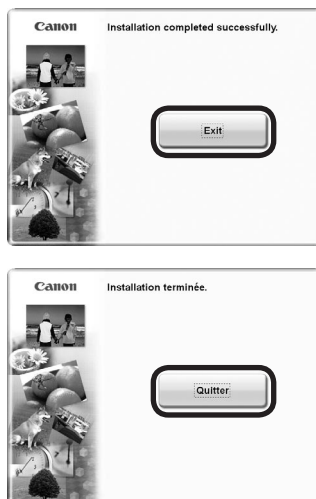 Canon
Installation completed successfully.
Exit
Canon
Installation terminée.
Quitter